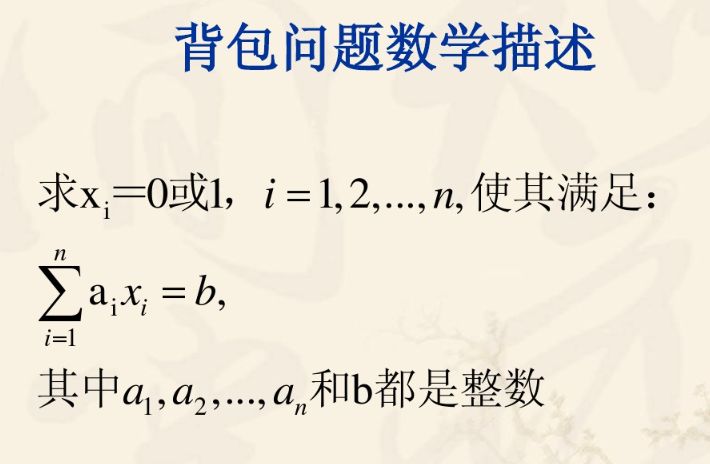 背包问题数学描述
求xᵢ=0或1，i = 1, 2,..., n, 使其满足：
n
∑ aᵢxᵢ = b,
i=1
其中a₁, a₂,..., aₙ和b都是整数